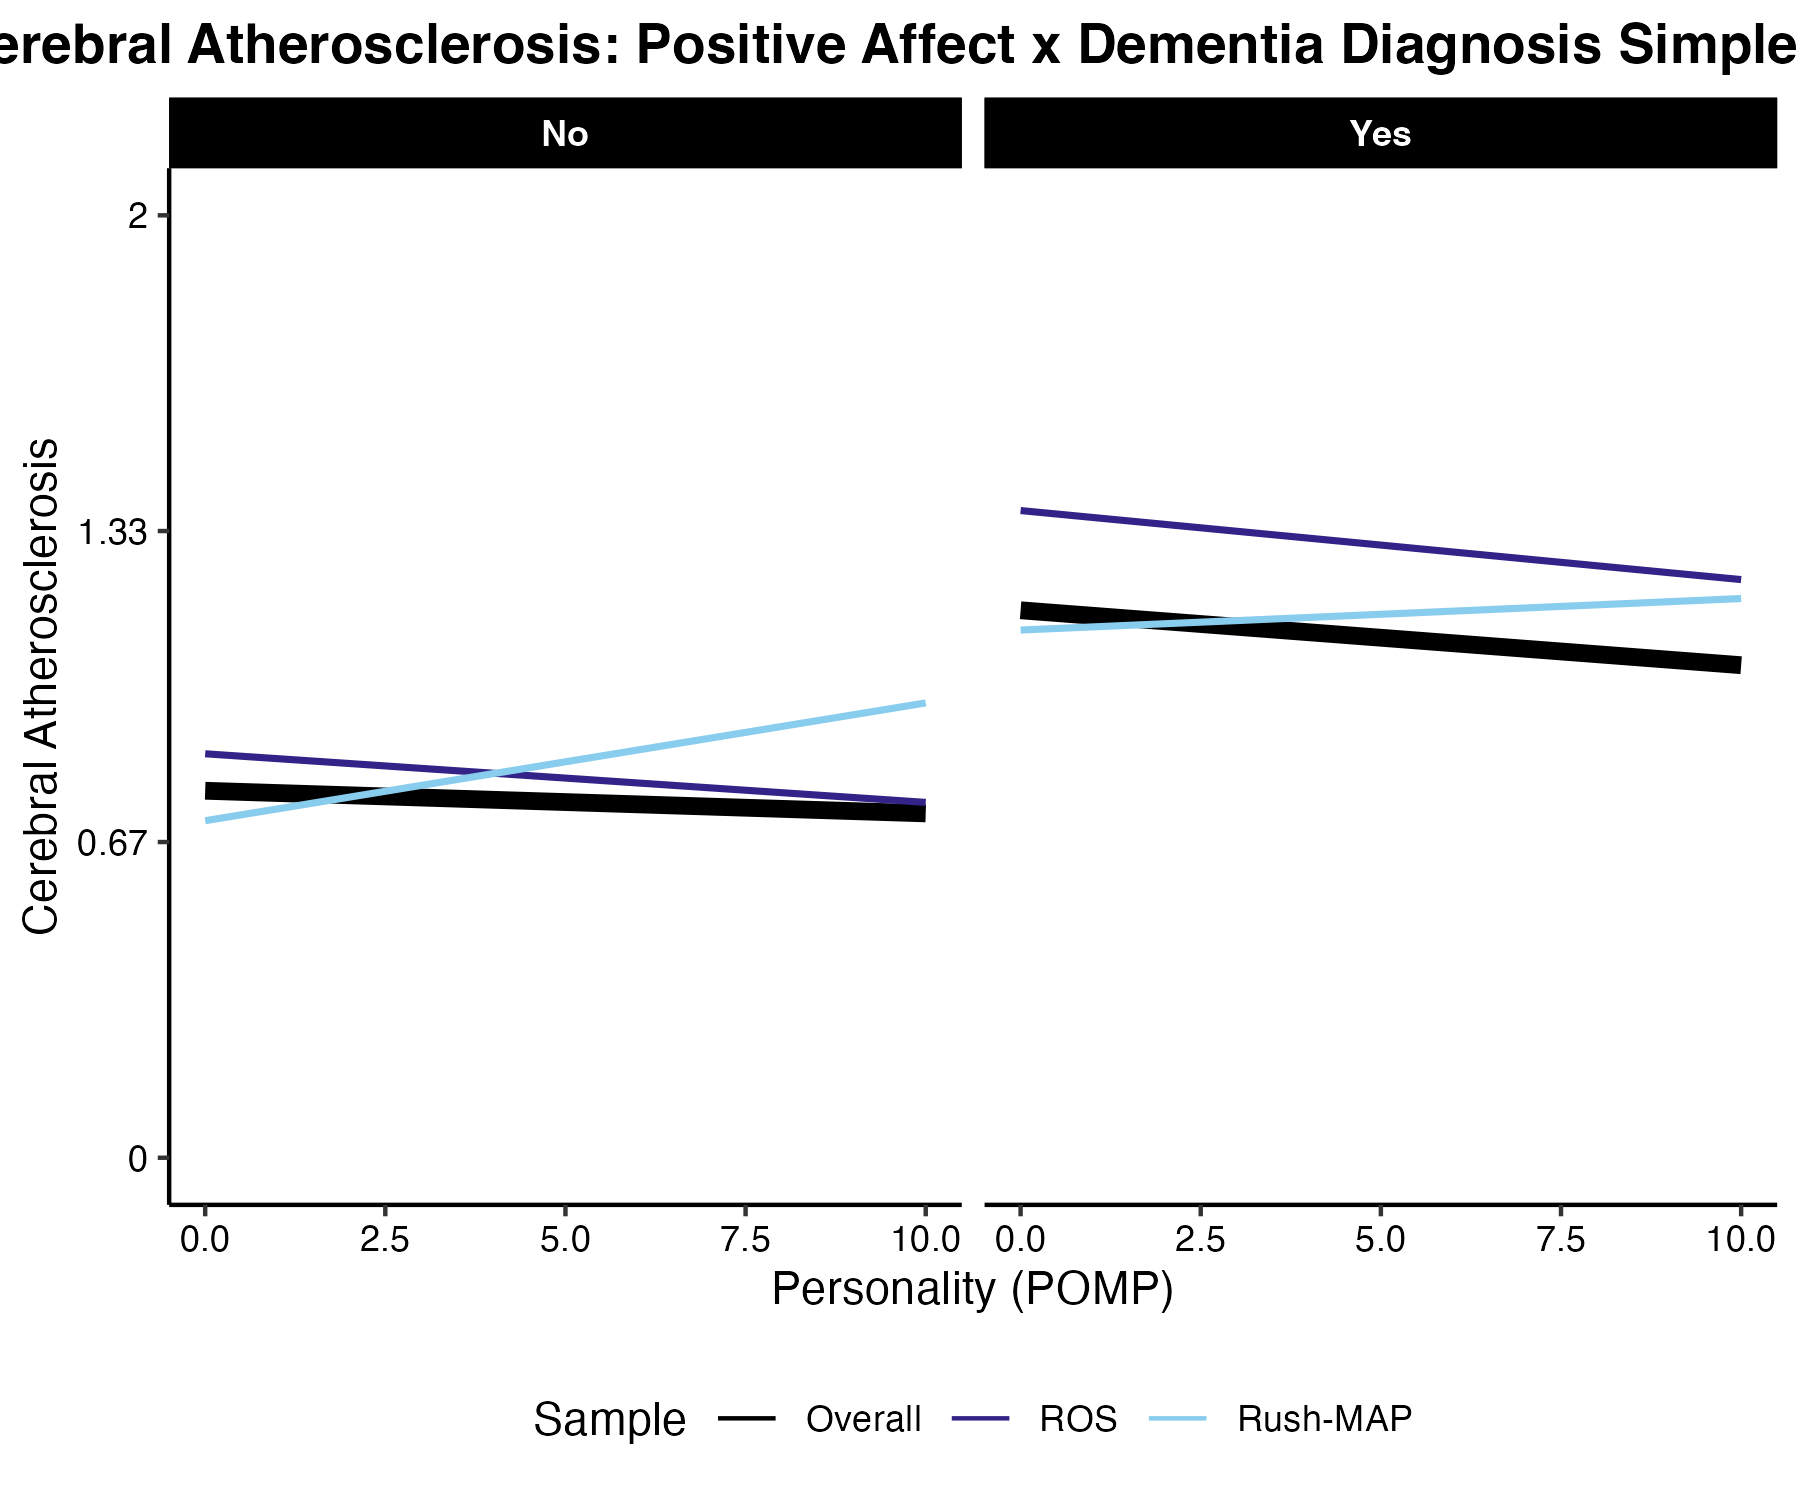 erebral Atherosclerosis: Positive Affect x Dementia Diagnosis Simple
No
Yes
2
1.33
0.67
0
Cerebral Atherosclerosis
0.0 2.5 5.0 7.5 10.0
0.0 2.5 5.0 7.5 10.0
Personality (POMP)
Sample Overall ROS Rush-MAP